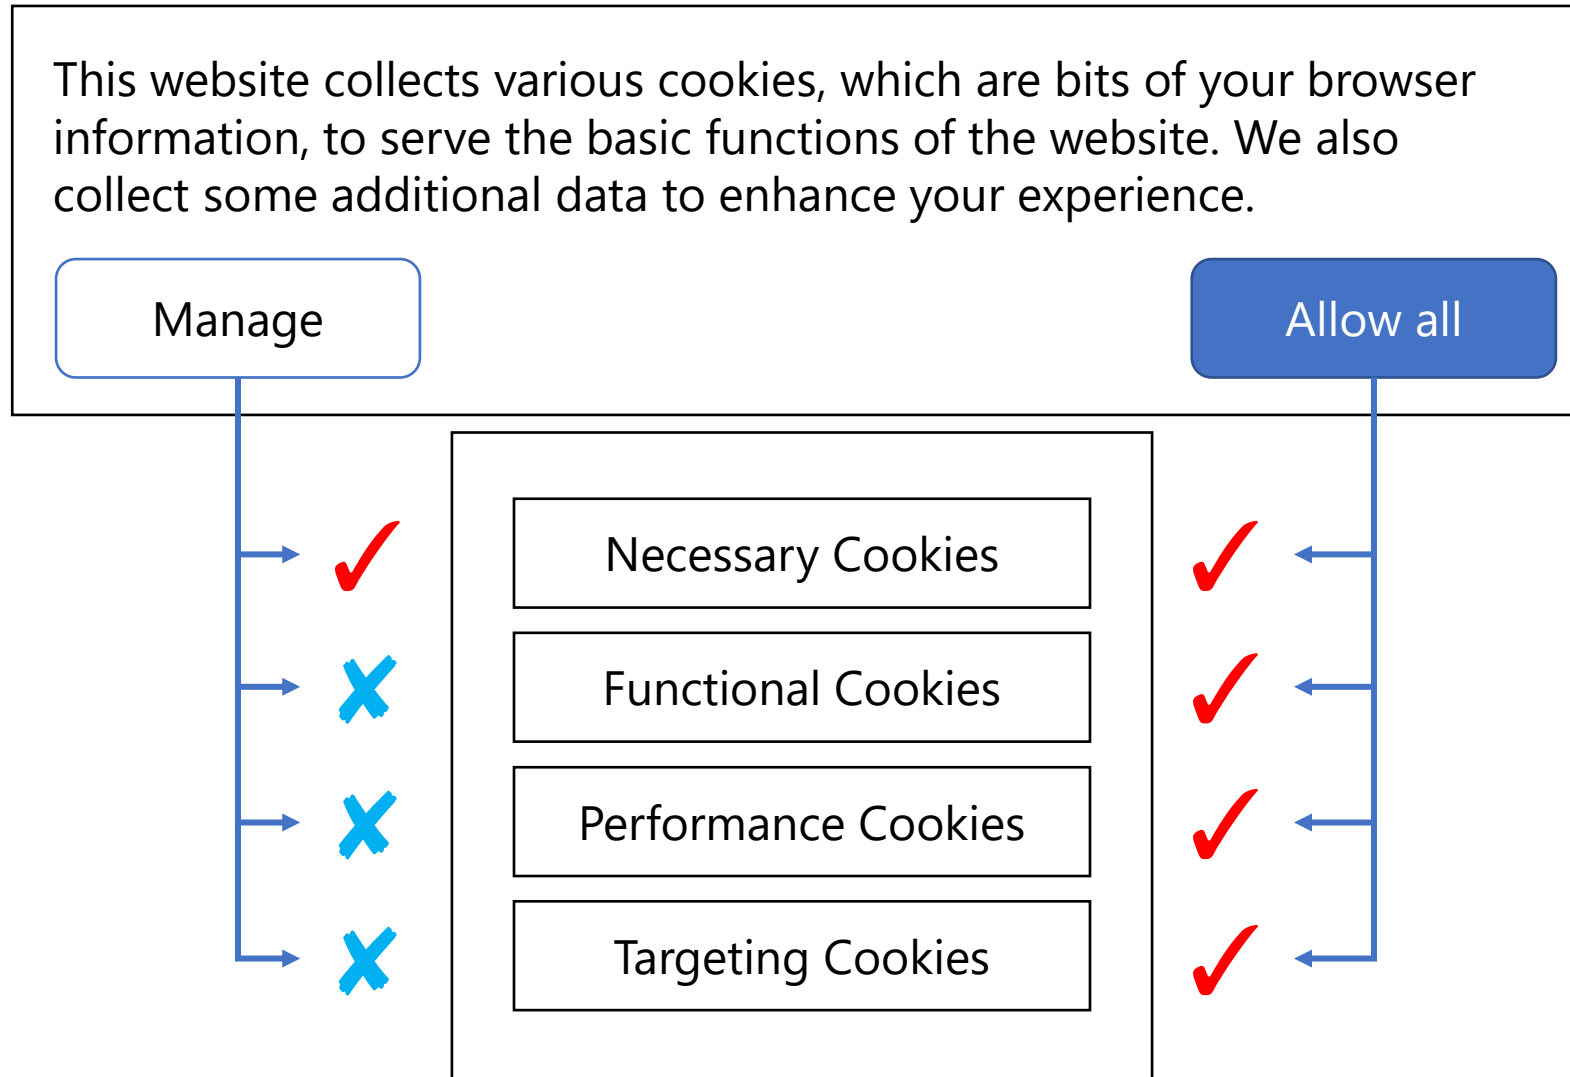 This website collects various cookies, which are bits of your browser
information, to serve the basic functions of the website. We also
collect some additional data to enhance your experience.
Manage
Allow all
Necessary Cookies
Functional Cookies
Performance Cookies
Targeting Cookies